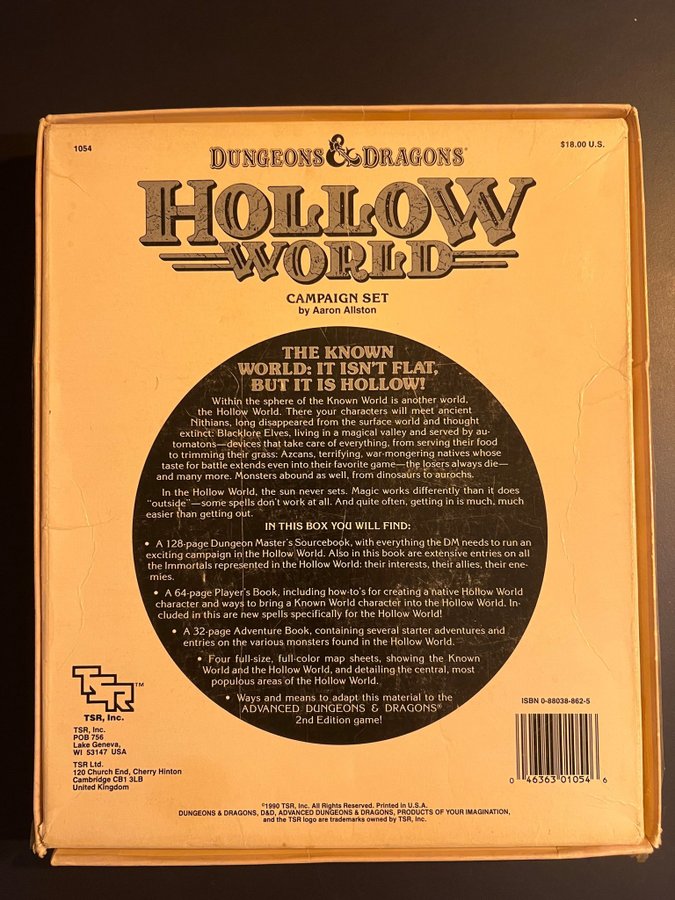 1054
$18.00 U.S.
DUNGEONS & DRAGONS®
HOLLOW
WORLD
CAMPAIGN SET
by Aaron Allston
THE KNOWN
WORLD: IT ISN'T FLAT,
BUT IT IS HOLLOW!
Within the sphere of the Known World is another world,
the Hollow World. There your characters will meet ancient
Nithians, long disappeared from the surface world and thought
extinct: Blacklore Elves, living in a magical valley and served by au-
tomatons—devices that take care of everything, from serving their food
to trimming their grass: Azcans, terrifying, war-mongering natives whose
taste for battle extends even into their favorite game—the losers always die—
and many more. Monsters abound as well, from dinosaurs to aurochs.
In the Hollow World, the sun never sets. Magic works differently than it does
"outside"—some spells don't work at all. And quite often, getting in is much, much
easier than getting out.
IN THIS BOX YOU WILL FIND:
• A 128-page Dungeon Master's Sourcebook, with everything the DM needs to run an
exciting campaign in the Hollow World. Also in this book are extensive entries on all
the Immortals represented in the Hollow World: their interests, their allies, their ene-
mies.
• A 64-page Player's Book, including how-to's for creating a native Hollow World
character and ways to bring a Known World character into the Hollow World. In-
cluded in this are new spells specifically for the Hollow World!
• A 32-page Adventure Book, containing several starter adventures and
entries on the various monsters found in the Hollow World.
• Four full-size, full-color map sheets, showing the Known
World and the Hollow World, and detailing the central, most
populous areas of the Hollow World.
• Ways and means to adapt this material to the
ADVANCED DUNGEONS & DRAGONS®
2nd Edition game!
TSR™
TSR, Inc.
TSR, Inc.
POB 756
Lake Geneva,
WI 53147 USA
TSR Ltd.
120 Church End, Cherry Hinton
Cambridge CB1 3LB
United Kingdom
ISBN 0-88038-862-5
0 46363 01054 6
©1990 TSR, Inc. All Rights Reserved. Printed in U.S.A.
DUNGEONS & DRAGONS, D&D, ADVANCED DUNGEONS & DRAGONS, PRODUCTS OF YOUR IMAGINATION,
and the TSR logo are trademarks owned by TSR, Inc.